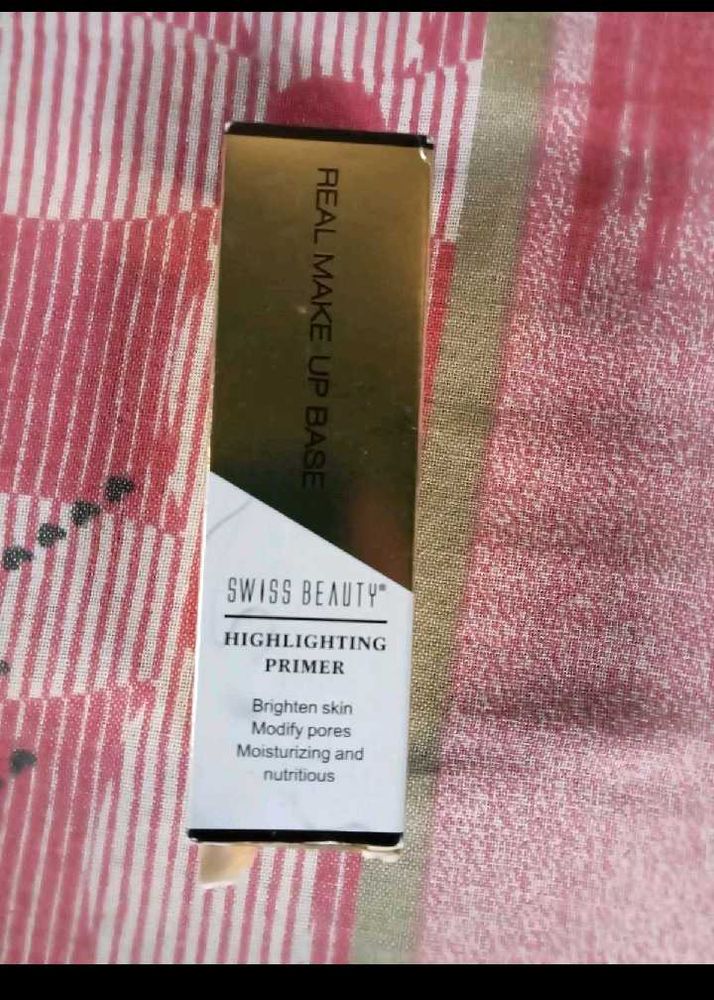 REAL MAKE UP BASE
SWISS BEAUTY®
HIGHLIGHTING
PRIMER
Brighten skin
Modify pores
Moisturizing and
nutritious